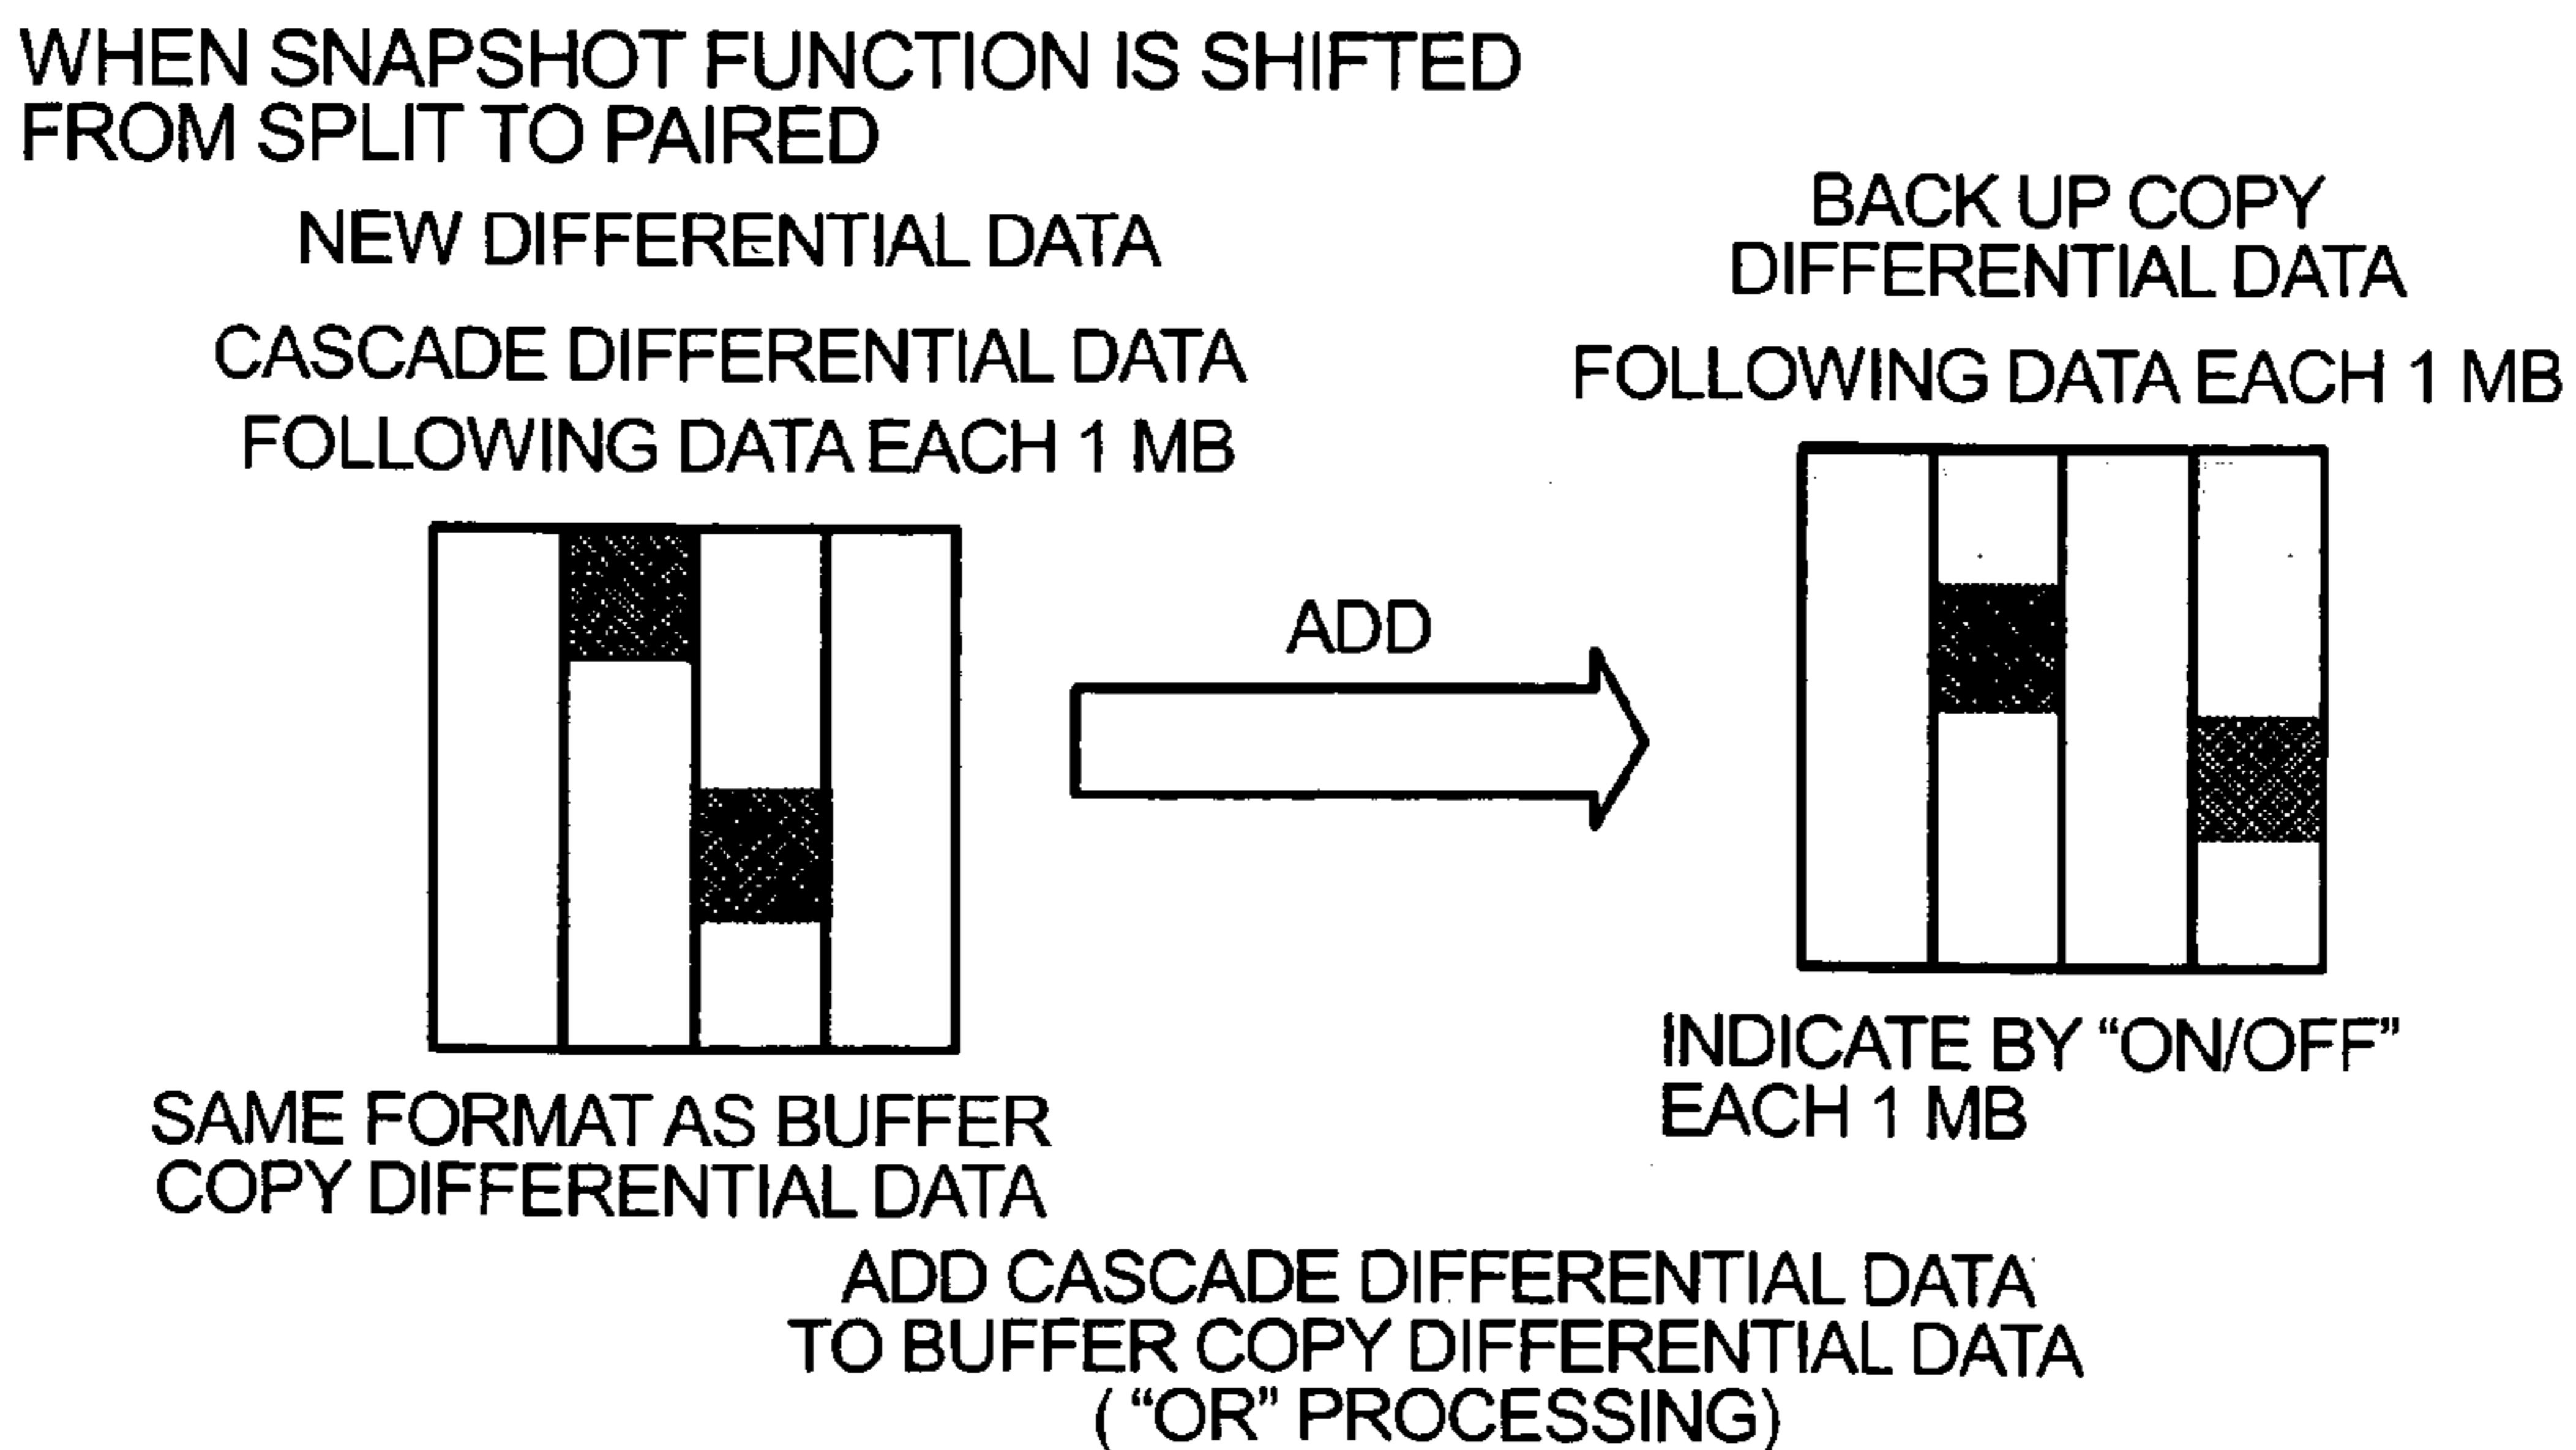 WHEN SNAPSHOT FUNCTION IS SHIFTED
FROM SPLIT TO PAIRED
NEW DIFFERENTIAL DATA
CASCADE DIFFERENTIAL DATA
FOLLOWING DATA EACH 1 MB
BACK UP COPY
DIFFERENTIAL DATA
FOLLOWING DATA EACH 1 MB
ADD
SAME FORMAT AS BUFFER
COPY DIFFERENTIAL DATA
INDICATE BY “ON/OFF”
EACH 1 MB
ADD CASCADE DIFFERENTIAL DATA
TO BUFFER COPY DIFFERENTIAL DATA
( “OR” PROCESSING)